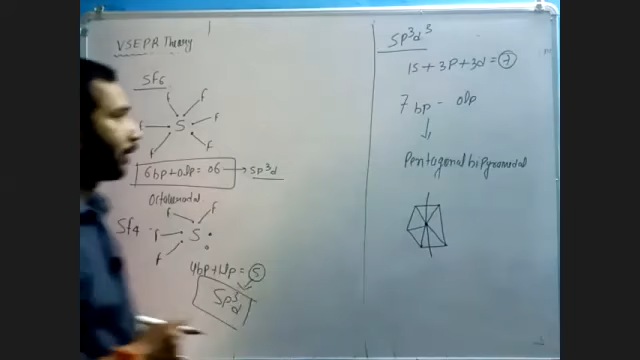 VSEPR Theory
SF6
F
F
F
S
F
F
F
6bp+0lp= 06 → sp³d
Octahedral
SF4
F
F
F
S
F
4bp+1lp = 5
Sp³d
SP³d³
1S + 3P + 3d = 7
7 bp - 0lp
Pentagonal bipyramidal